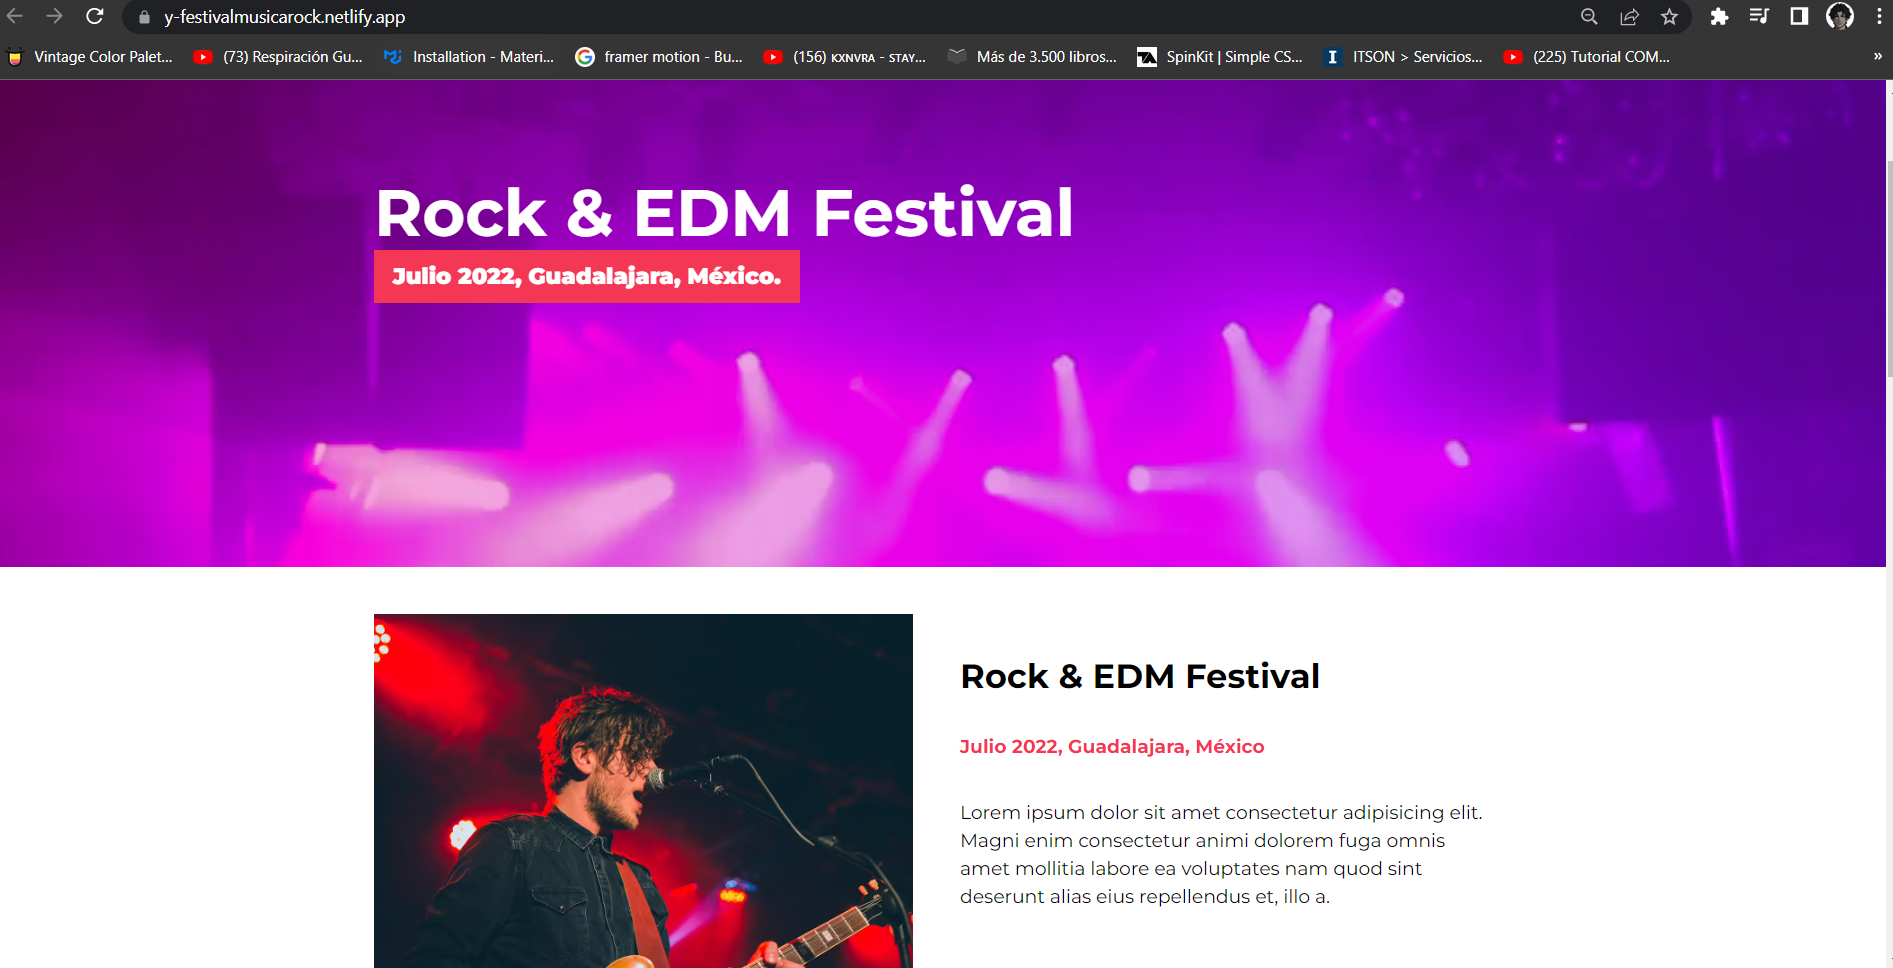 y-festivalmusicarock.netlify.app
Vintage Color Palet... (73) Respiración Gu... Installation - Materi... framer motion - Bu... (156) ᴋxɴᴠʀᴀ - ꜱᴛᴀʏ... Más de 3.500 libros... SpinKit | Simple CS... I ITSON > Servicios... (225) Tutorial COM... »
Rock & EDM Festival
Julio 2022, Guadalajara, México.
Rock & EDM Festival
Julio 2022, Guadalajara, México
Lorem ipsum dolor sit amet consectetur adipisicing elit.
Magni enim consectetur animi dolorem fuga omnis
amet mollitia labore ea voluptates nam quod sint
deserunt alias eius repellendus et, illo a.